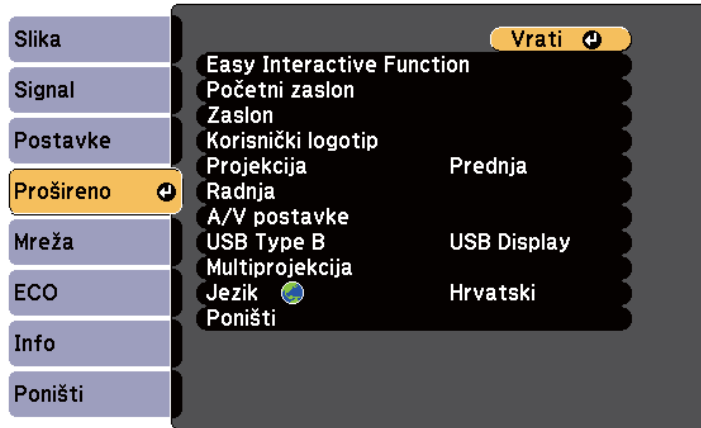 Slika
Signal
Postavke
Prošireno
Mreža
ECO
Info
Poništi
Vrati
Easy Interactive Function
Početni zaslon
Zaslon
Korisnički logotip
Projekcija Prednja
Radnja
A/V postavke
USB Type B USB Display
Multiprojekcija
Jezik Hrvatski
Poništi